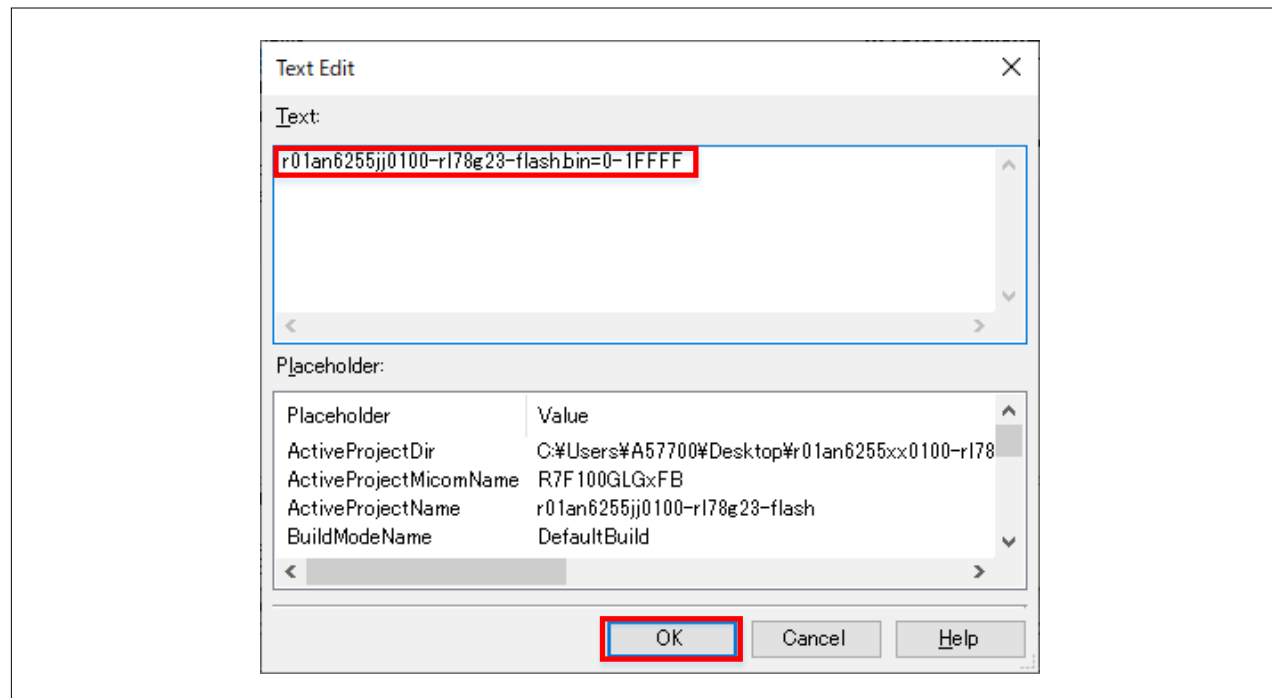 Text Edit
Text:
r01an6255jj0100-rl78g23-flash.bin=0-1FFFF
Placeholder:
Placeholder Value
ActiveProjectDir C:¥Users¥A57700¥Desktop¥r01an6255xx0100-rl78
ActiveProjectMicomName R7F100GLGxFB
ActiveProjectName r01an6255jj0100-rl78g23-flash
BuildModeName DefaultBuild
OK Cancel Help